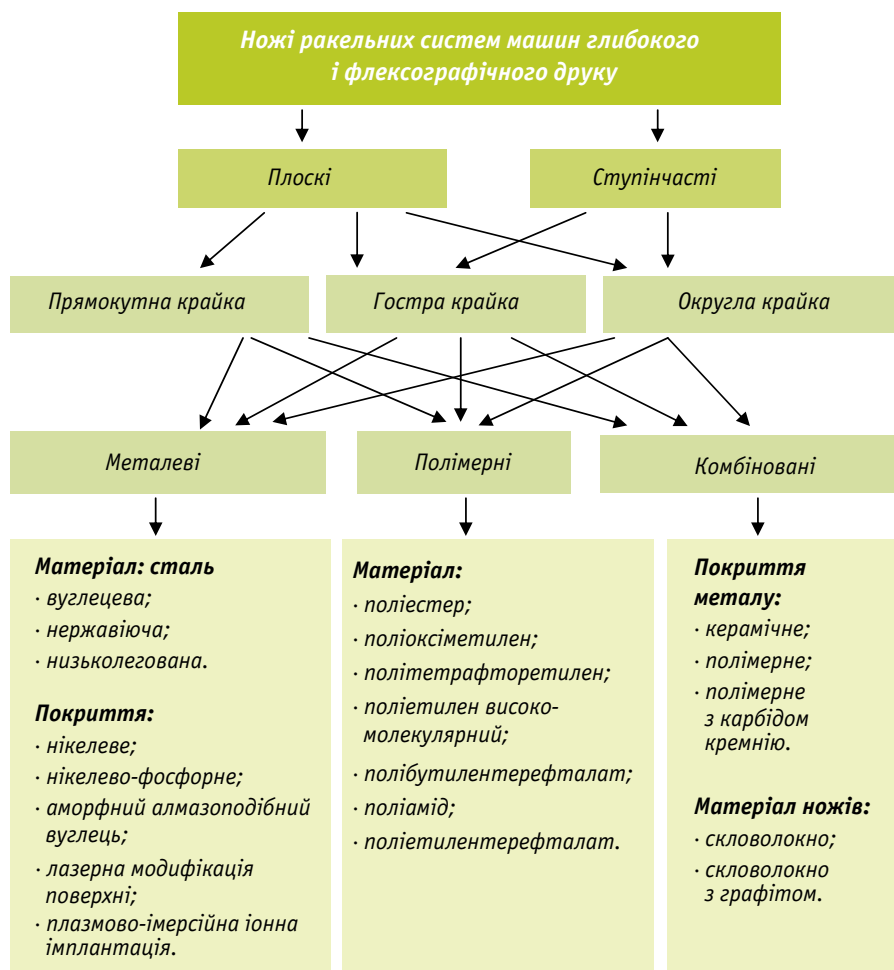 Ножі ракельних систем машин глибокого
і флексографічного друку
Плоскі
Ступінчасті
Прямокутна крайка
Гостра крайка
Округла крайка
Металеві
Полімерні
Комбіновані
Матеріал: сталь
· вуглецева;
· нержавіюча;
· низьколегована.
Покриття:
· нікелеве;
· нікелево-фосфорне;
· аморфний алмазоподібний
вуглець;
· лазерна модифікація
поверхні;
· плазмово-імерсійна іонна
імплантація.
Матеріал:
· поліестер;
· поліоксіметилен;
· політетрафторетилен;
· поліетилен високо-
молекулярний;
· полібутилентерефталат;
· поліамід;
· поліетилентерефталат.
Покриття
металу:
· керамічне;
· полімерне;
· полімерне
з карбідом
кремнію.
Матеріал ножів:
· скловолокно;
· скловолокно
з графітом.